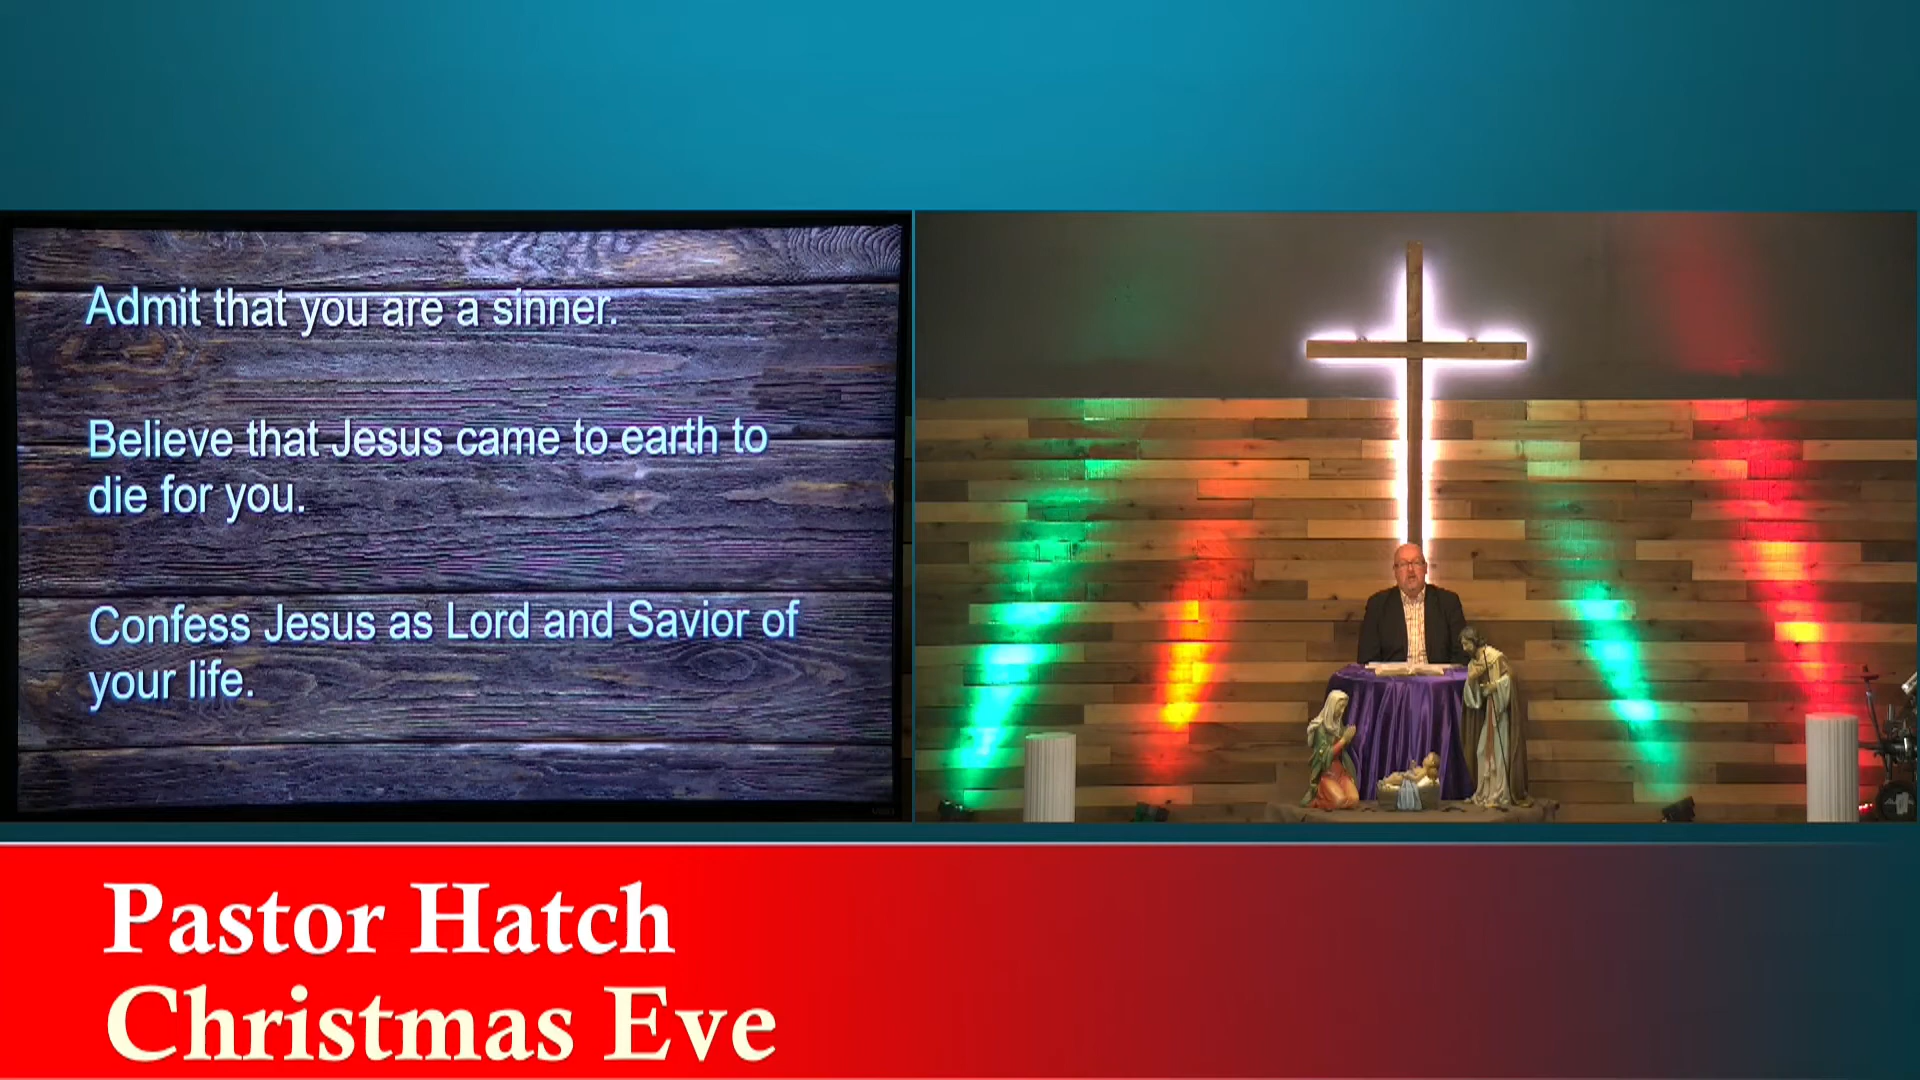 Admit that you are a sinner.
Believe that Jesus came to earth to
die for you.
Confess Jesus as Lord and Savior of
your life.
Pastor Hatch
Christmas Eve